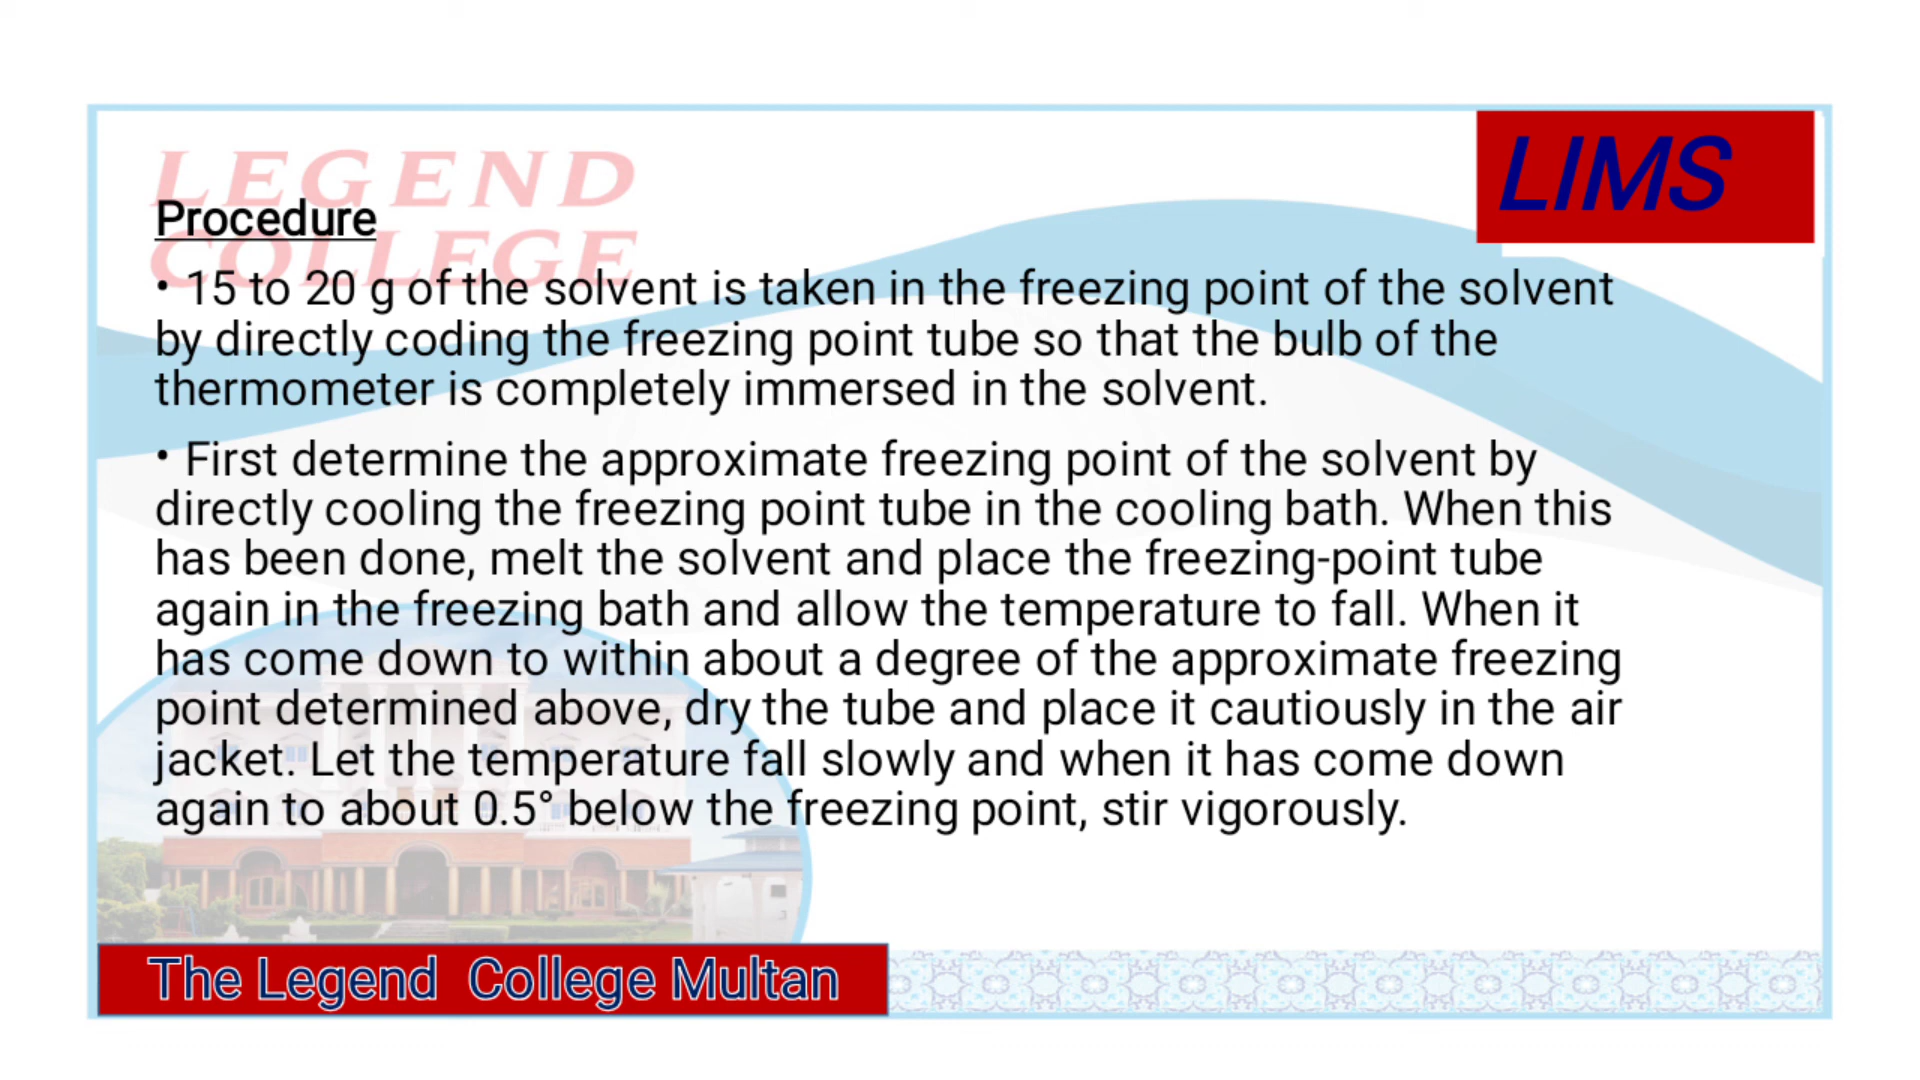 LEGEND
COLLEGE
LIMS
Procedure
• 15 to 20 g of the solvent is taken in the freezing point of the solvent
by directly coding the freezing point tube so that the bulb of the
thermometer is completely immersed in the solvent.
• First determine the approximate freezing point of the solvent by
directly cooling the freezing point tube in the cooling bath. When this
has been done, melt the solvent and place the freezing-point tube
again in the freezing bath and allow the temperature to fall. When it
has come down to within about a degree of the approximate freezing
point determined above, dry the tube and place it cautiously in the air
jacket. Let the temperature fall slowly and when it has come down
again to about 0.5° below the freezing point, stir vigorously.
The Legend College Multan